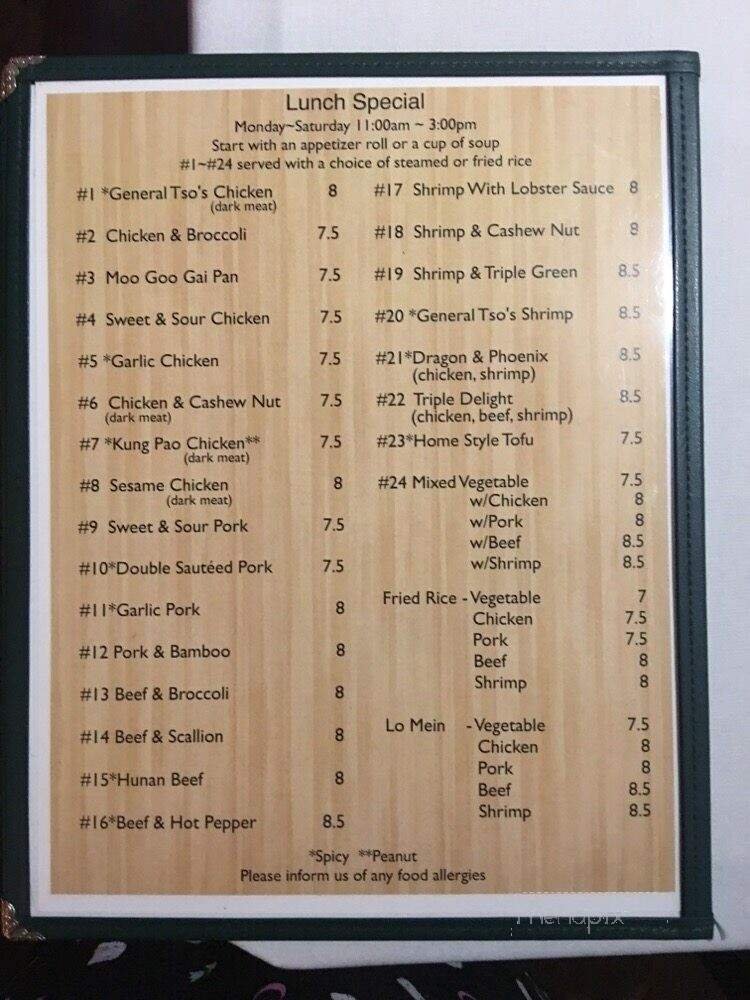 Lunch Special
Monday~Saturday 11:00am ~ 3:00pm
Start with an appetizer roll or a cup of soup
#1~#24 served with a choice of steamed or fried rice
#1 *General Tso's Chicken 8
(dark meat)
#2 Chicken & Broccoli 7.5
#3 Moo Goo Gai Pan 7.5
#4 Sweet & Sour Chicken 7.5
#5 *Garlic Chicken 7.5
#6 Chicken & Cashew Nut 7.5
(dark meat)
#7 *Kung Pao Chicken** 7.5
(dark meat)
#8 Sesame Chicken 8
(dark meat)
#9 Sweet & Sour Pork 7.5
#10*Double Sautéed Pork 7.5
#11*Garlic Pork 8
#12 Pork & Bamboo 8
#13 Beef & Broccoli 8
#14 Beef & Scallion 8
#15*Hunan Beef 8
#16*Beef & Hot Pepper 8.5
#17 Shrimp With Lobster Sauce 8
#18 Shrimp & Cashew Nut 8
#19 Shrimp & Triple Green 8.5
#20 *General Tso's Shrimp 8.5
#21*Dragon & Phoenix 8.5
(chicken, shrimp)
#22 Triple Delight 8.5
(chicken, beef, shrimp)
#23*Home Style Tofu 7.5
#24 Mixed Vegetable 7.5
w/Chicken 8
w/Pork 8
w/Beef 8.5
w/Shrimp 8.5
Fried Rice - Vegetable 7
Chicken 7.5
Pork 7.5
Beef 8
Shrimp 8
Lo Mein - Vegetable 7.5
Chicken 8
Pork 8
Beef 8.5
Shrimp 8.5
*Spicy **Peanut
Please inform us of any food allergies
menupix